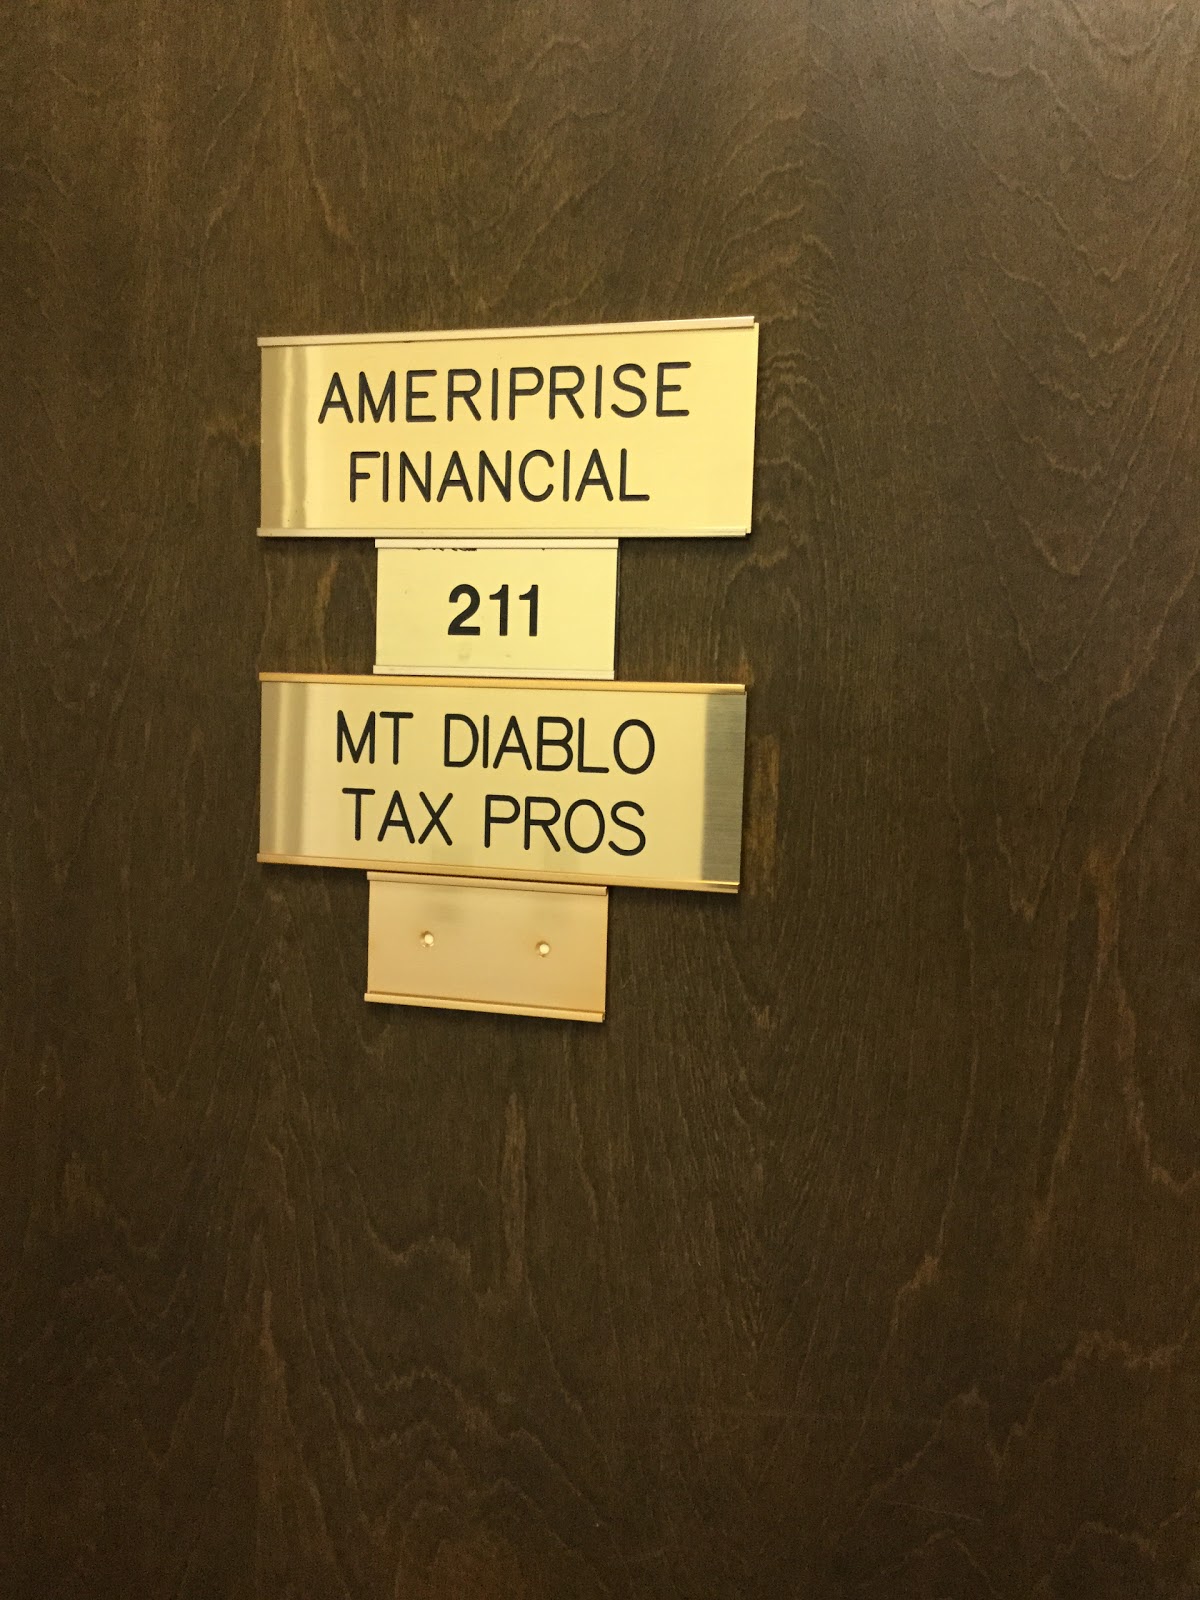 AMERIPRISE
FINANCIAL
211
MT DIABLO
TAX PROS